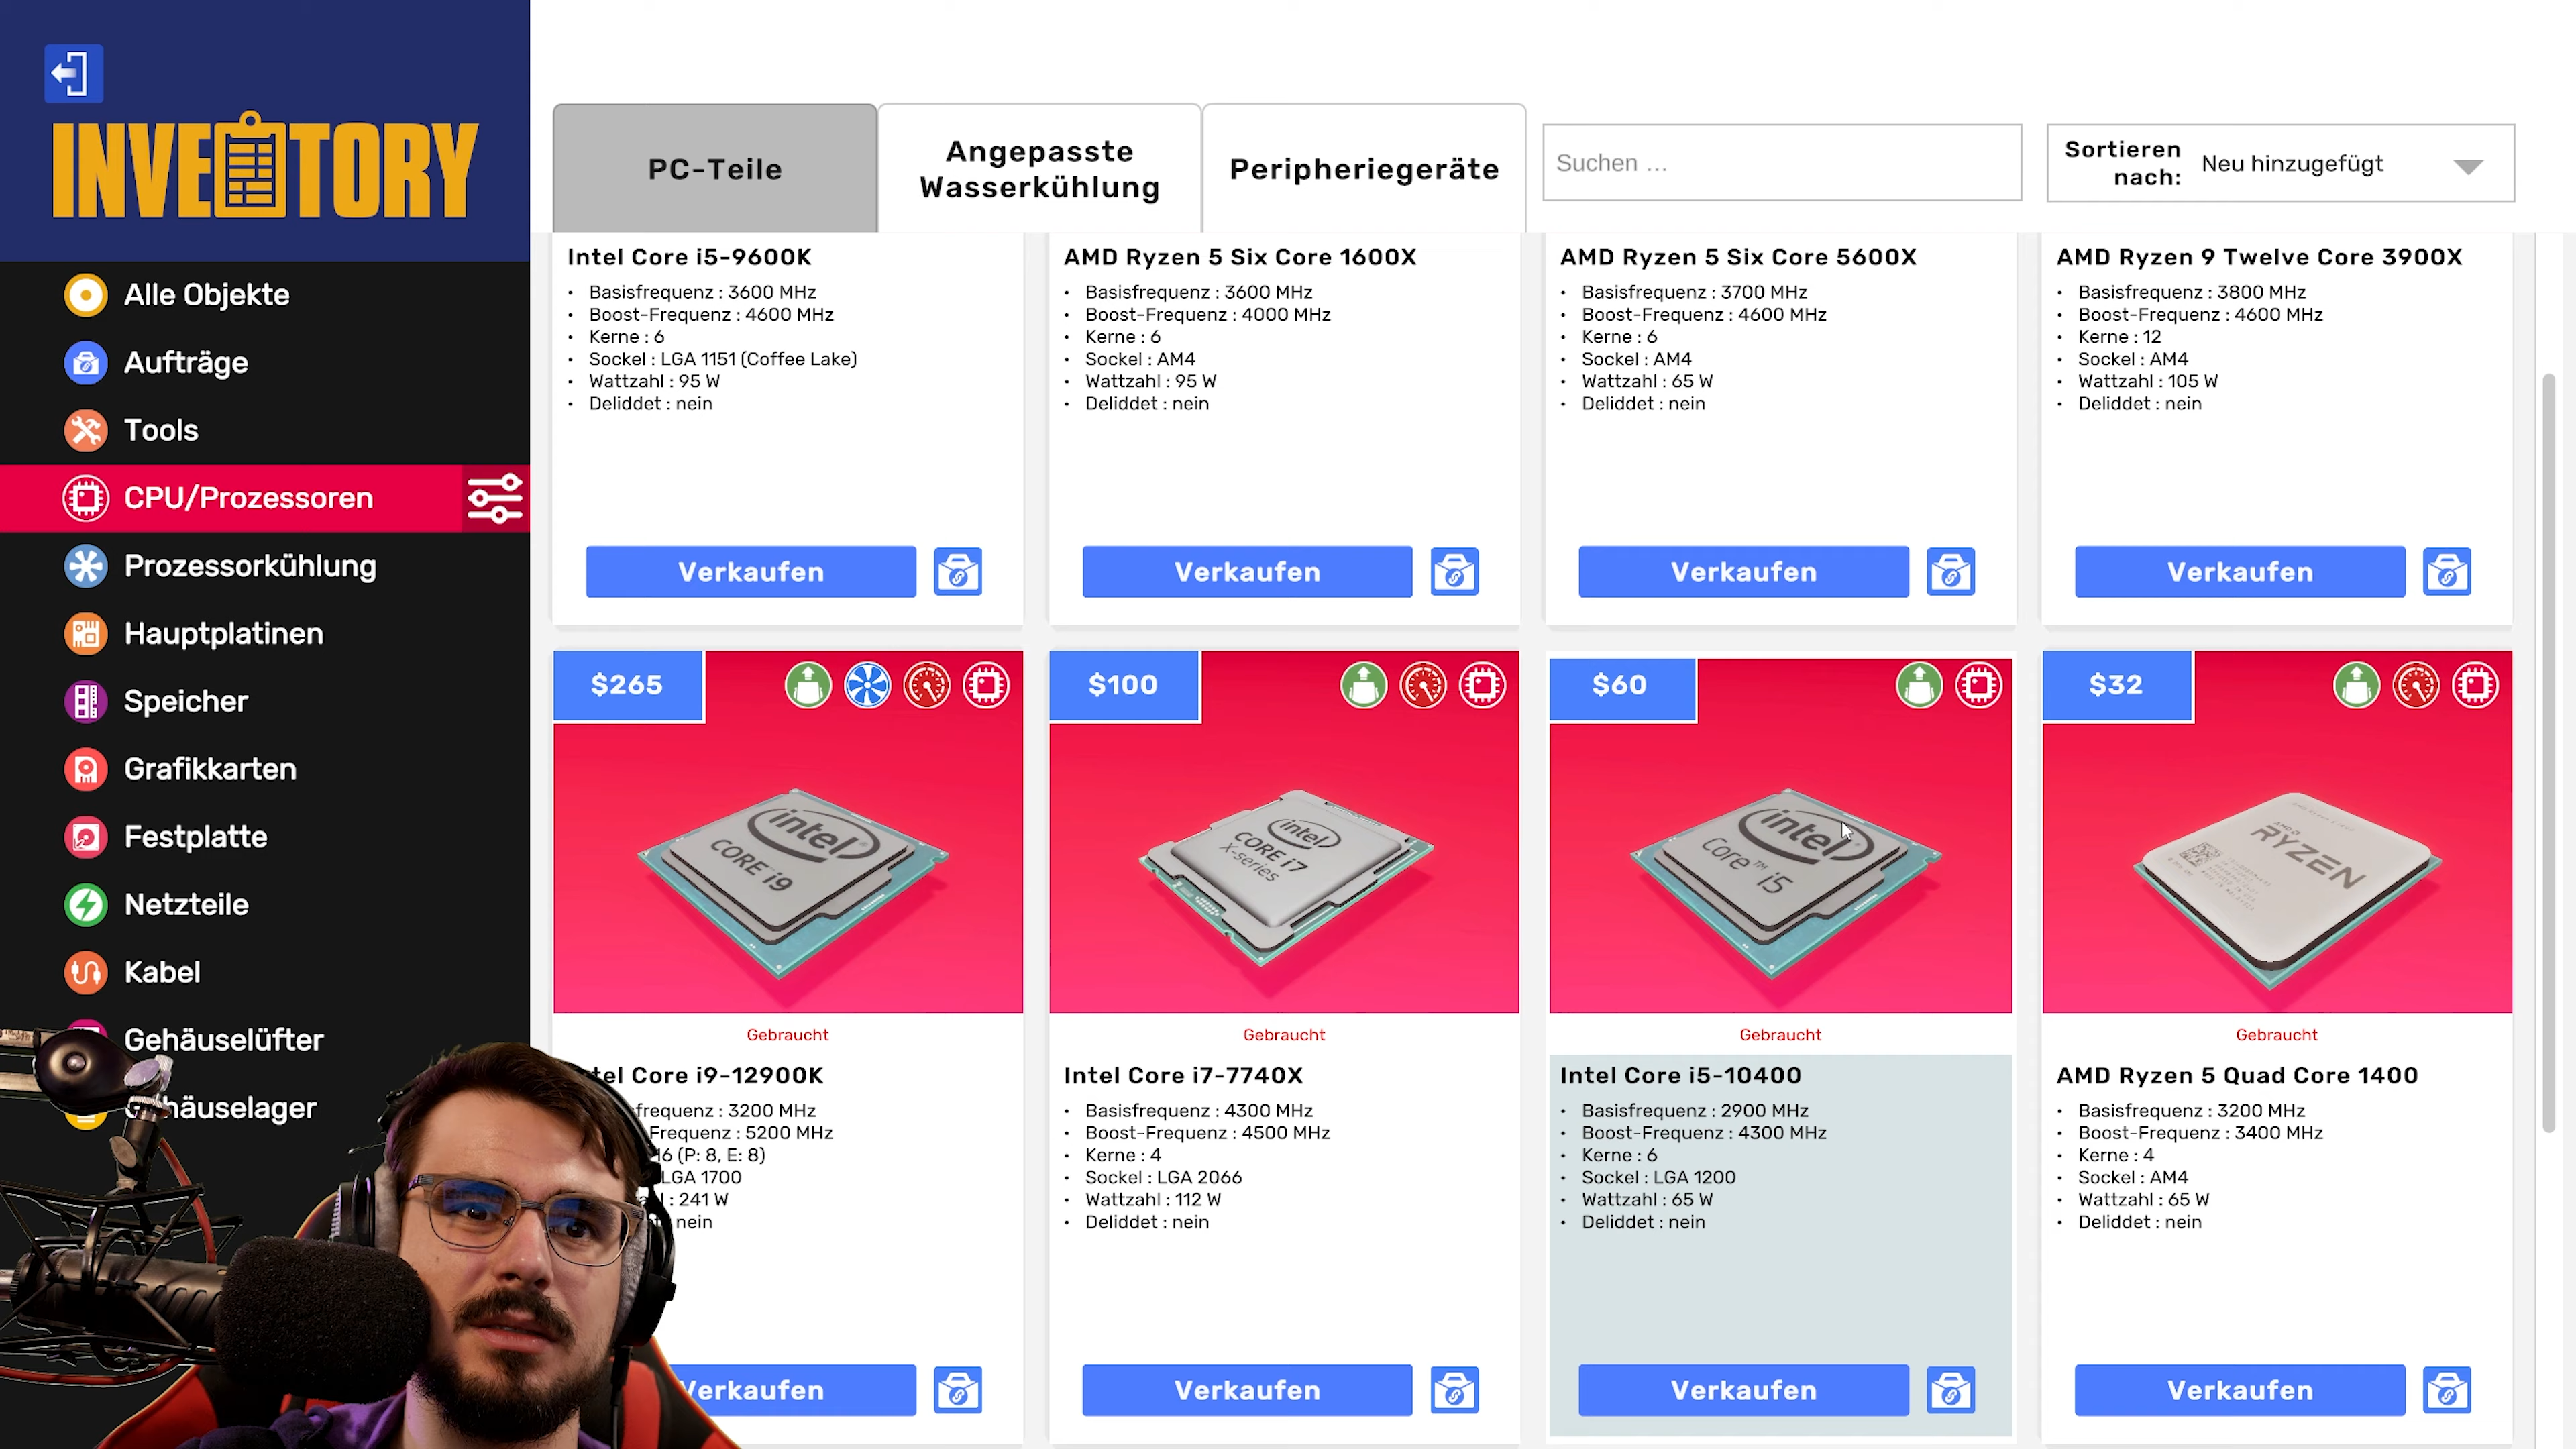 INVENTORY
Alle Objekte
Aufträge
Tools
CPU/Prozessoren
Prozessorkühlung
Hauptplatinen
Speicher
Grafikkarten
Festplatte
Netzteile
Kabel
Gehäuselüfter
häuselager
PC-Teile
Angepasste
Wasserkühlung
Peripheriegeräte
Suchen ...
Sortieren
nach:
Neu hinzugefügt
Intel Core i5-9600K
• Basisfrequenz : 3600 MHz
• Boost-Frequenz : 4600 MHz
• Kerne : 6
• Sockel : LGA 1151 (Coffee Lake)
• Wattzahl : 95 W
• Deliddet : nein
Verkaufen
AMD Ryzen 5 Six Core 1600X
• Basisfrequenz : 3600 MHz
• Boost-Frequenz : 4000 MHz
• Kerne : 6
• Sockel : AM4
• Wattzahl : 95 W
• Deliddet : nein
Verkaufen
AMD Ryzen 5 Six Core 5600X
• Basisfrequenz : 3700 MHz
• Boost-Frequenz : 4600 MHz
• Kerne : 6
• Sockel : AM4
• Wattzahl : 65 W
• Deliddet : nein
Verkaufen
AMD Ryzen 9 Twelve Core 3900X
• Basisfrequenz : 3800 MHz
• Boost-Frequenz : 4600 MHz
• Kerne : 12
• Sockel : AM4
• Wattzahl : 105 W
• Deliddet : nein
Verkaufen
$265
intel
CORE i9
Gebraucht
tel Core i9-12900K
frequenz : 3200 MHz
Frequenz : 5200 MHz
16 (P: 8, E: 8)
LGA 1700
: 241 W
nein
Verkaufen
$100
intel
CORE i7
X-series
Gebraucht
Intel Core i7-7740X
• Basisfrequenz : 4300 MHz
• Boost-Frequenz : 4500 MHz
• Kerne : 4
• Sockel : LGA 2066
• Wattzahl : 112 W
• Deliddet : nein
Verkaufen
$60
intel
Core™ i5
Gebraucht
Intel Core i5-10400
• Basisfrequenz : 2900 MHz
• Boost-Frequenz : 4300 MHz
• Kerne : 6
• Sockel : LGA 1200
• Wattzahl : 65 W
• Deliddet : nein
Verkaufen
$32
AMD
RYZEN
Gebraucht
AMD Ryzen 5 Quad Core 1400
• Basisfrequenz : 3200 MHz
• Boost-Frequenz : 3400 MHz
• Kerne : 4
• Sockel : AM4
• Wattzahl : 65 W
• Deliddet : nein
Verkaufen